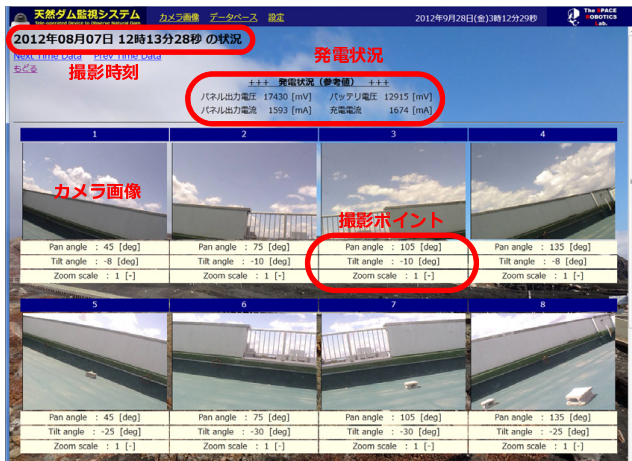 天然ダム監視システム カメラ画像 データベース 設定 2012年9月28日(金)3時12分29秒 The SPACE ROBOTICS Lab.
Tele-operated Device to Observe Natural Dam
2012年08月07日 12時13分28秒 の状況
発電状況
Next Time Data Prev Time Data
撮影時刻
もどる
+++ 発電状況 (参考値) +++
パネル出力電圧 17430 [mV] バッテリ電圧 12915 [mV]
パネル出力電流 1593 [mA] 充電電流 1674 [mA]
1 2 3 4
カメラ画像
撮影ポイント
Pan angle : 45 [deg] Pan angle : 75 [deg] Pan angle : 105 [deg] Pan angle : 135 [deg]
Tilt angle : -8 [deg] Tilt angle : -10 [deg] Tilt angle : -10 [deg] Tilt angle : -8 [deg]
Zoom scale : 1 [-] Zoom scale : 1 [-] Zoom scale : 1 [-] Zoom scale : 1 [-]
5 6 7 8
Pan angle : 45 [deg] Pan angle : 75 [deg] Pan angle : 105 [deg] Pan angle : 135 [deg]
Tilt angle : -25 [deg] Tilt angle : -30 [deg] Tilt angle : -30 [deg] Tilt angle : -25 [deg]
Zoom scale : 1 [-] Zoom scale : 1 [-] Zoom scale : 1 [-] Zoom scale : 1 [-]